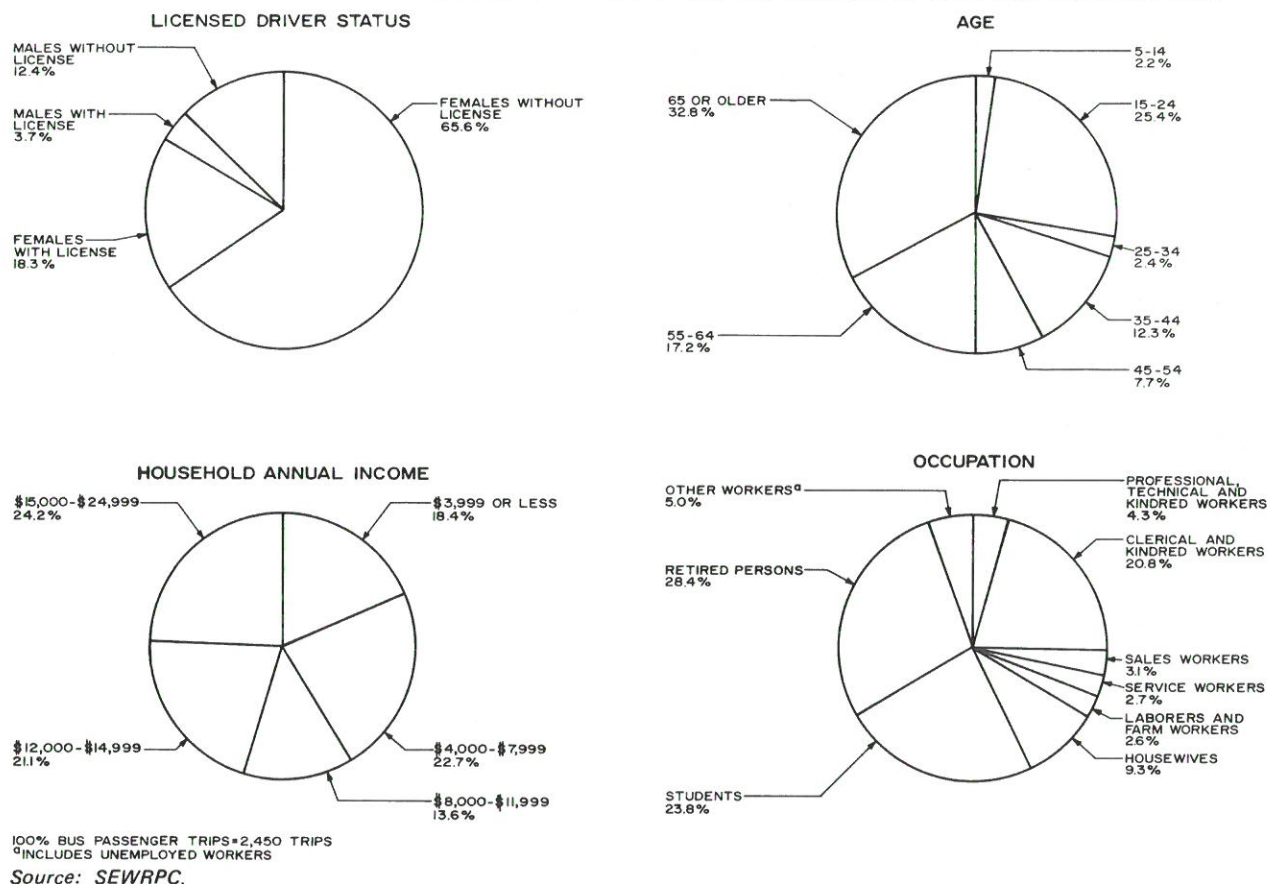 LICENSED DRIVER STATUS
MALES WITHOUT
LICENSE
12.4%
MALES WITH
LICENSE
3.7%
FEMALES
WITH LICENSE
18.3%
FEMALES WITHOUT
LICENSE
65.6%
AGE
5-14
2.2%
15-24
25.4%
25-34
2.4%
35-44
12.3%
45-54
7.7%
55-64
17.2%
65 OR OLDER
32.8%
HOUSEHOLD ANNUAL INCOME
$15,000-$24,999
24.2%
$3,999 OR LESS
18.4%
$12,000-$14,999
21.1%
$4,000-$7,999
22.7%
$8,000-$11,999
13.6%
OCCUPATION
OTHER WORKERSª
5.0%
PROFESSIONAL,
TECHNICAL AND
KINDRED WORKERS
4.3%
CLERICAL AND
KINDRED WORKERS
20.8%
RETIRED PERSONS
28.4%
SALES WORKERS
3.1%
SERVICE WORKERS
2.7%
LABORERS AND
FARM WORKERS
2.6%
HOUSEWIVES
9.3%
STUDENTS
23.8%
100% BUS PASSENGER TRIPS=2,450 TRIPS
ªINCLUDES UNEMPLOYED WORKERS
Source: SEWRPC.